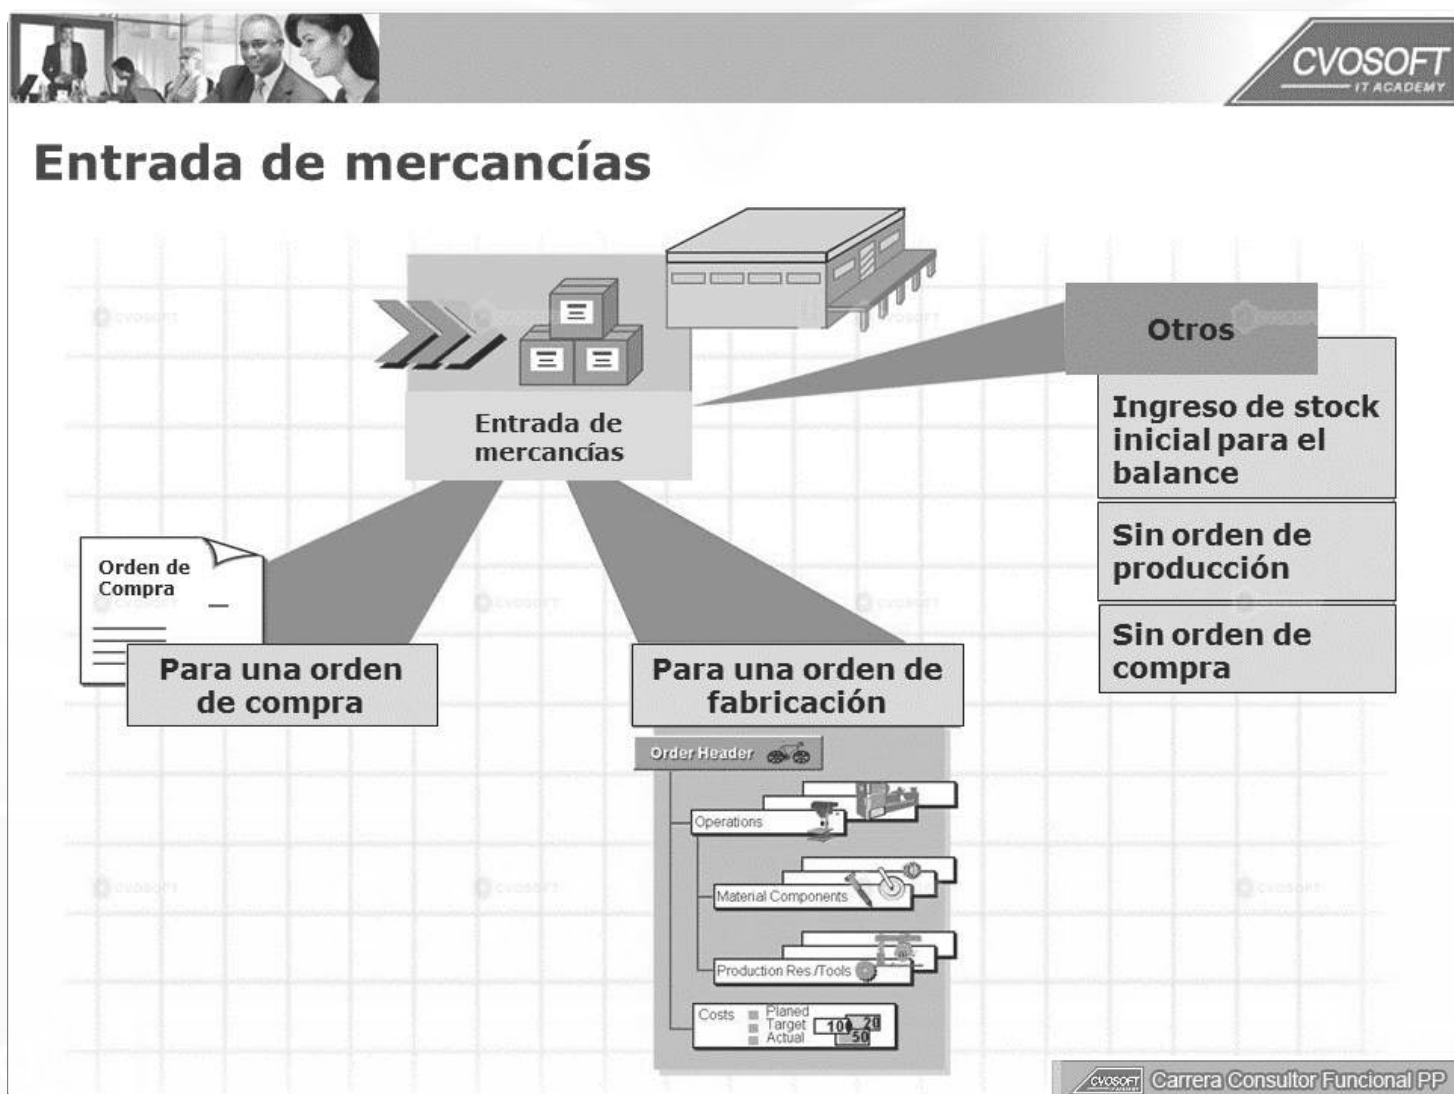 CVOSOFT
IT ACADEMY
Entrada de mercancías
Entrada de
mercancías
Otros
Ingreso de stock
inicial para el
balance
Sin orden de
producción
Sin orden de
compra
Orden de
Compra
Para una orden
de compra
Para una orden de
fabricación
Order Header
Operations
Material Components
Production Res./Tools
Costs
Planed
Target
Actual
100
20
50
CVOSOFT
Carrera Consultor Funcional PP